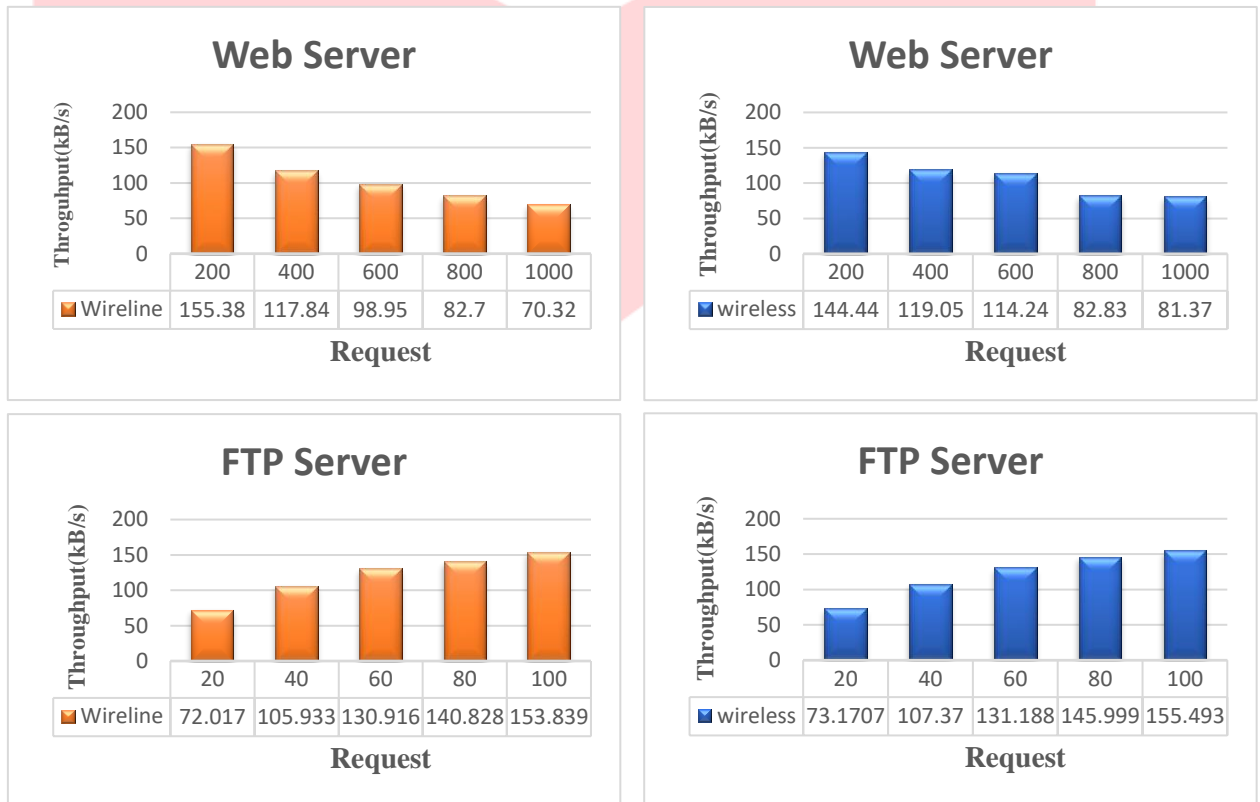 Web Server
Throguhput(kB/s)
200
150
100
50
0
200 400 600 800 1000
Wireline 155.38 117.84 98.95 82.7 70.32
Request
Web Server
Throughput(kB/s)
200
150
100
50
0
200 400 600 800 1000
wireless 144.44 119.05 114.24 82.83 81.37
Request
FTP Server
Throughput(kB/s)
200
150
100
50
0
20 40 60 80 100
Wireline 72.017 105.933 130.916 140.828 153.839
Request
FTP Server
Throughput(kB/s)
200
150
100
50
0
20 40 60 80 100
wireless 73.1707 107.37 131.188 145.999 155.493
Request